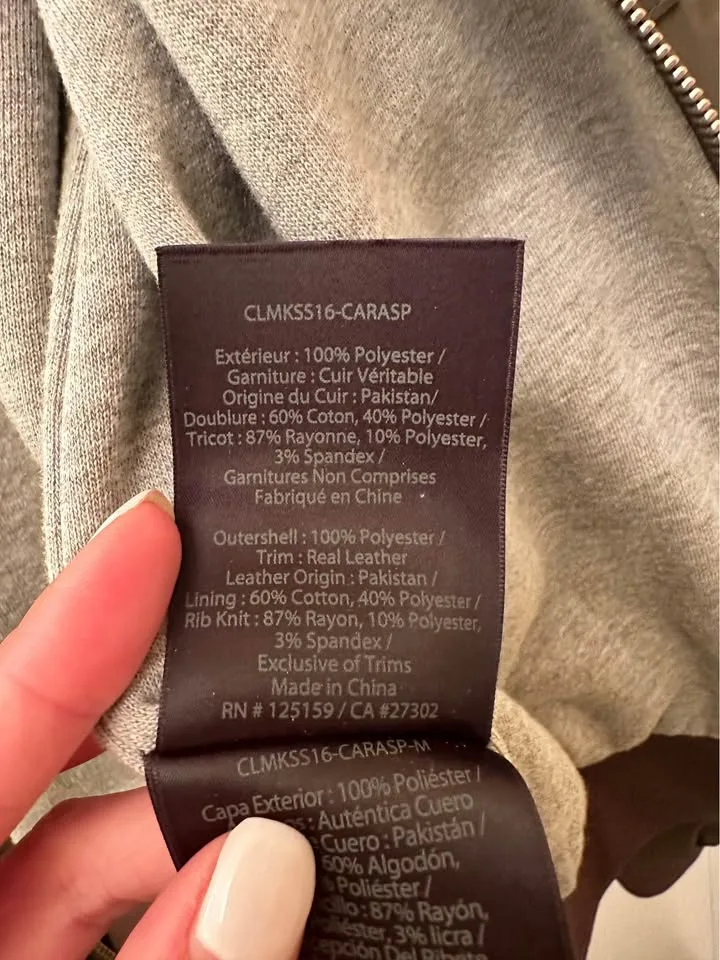 CLMKSS16-CARASP
Extérieur : 100% Polyester /
Garniture : Cuir Véritable
Origine du Cuir : Pakistan/
Doublure : 60% Coton, 40% Polyester /
Tricot : 87% Rayonne, 10% Polyester,
3% Spandex /
Garnitures Non Comprises
Fabriqué en Chine
Outershell : 100% Polyester /
Trim : Real Leather
Leather Origin : Pakistan /
Lining : 60% Cotton, 40% Polyester /
Rib Knit : 87% Rayon, 10% Polyester,
3% Spandex /
Exclusive of Trims
Made in China
RN # 125159 / CA #27302
CLMKSS16-CARASP-M
Capa Exterior : 100% Poliéster /
: Auténtica Cuero
Cuero : Pakistán /
60% Algodón,
Poliéster /
: 87% Rayón,
3% licra /
Del